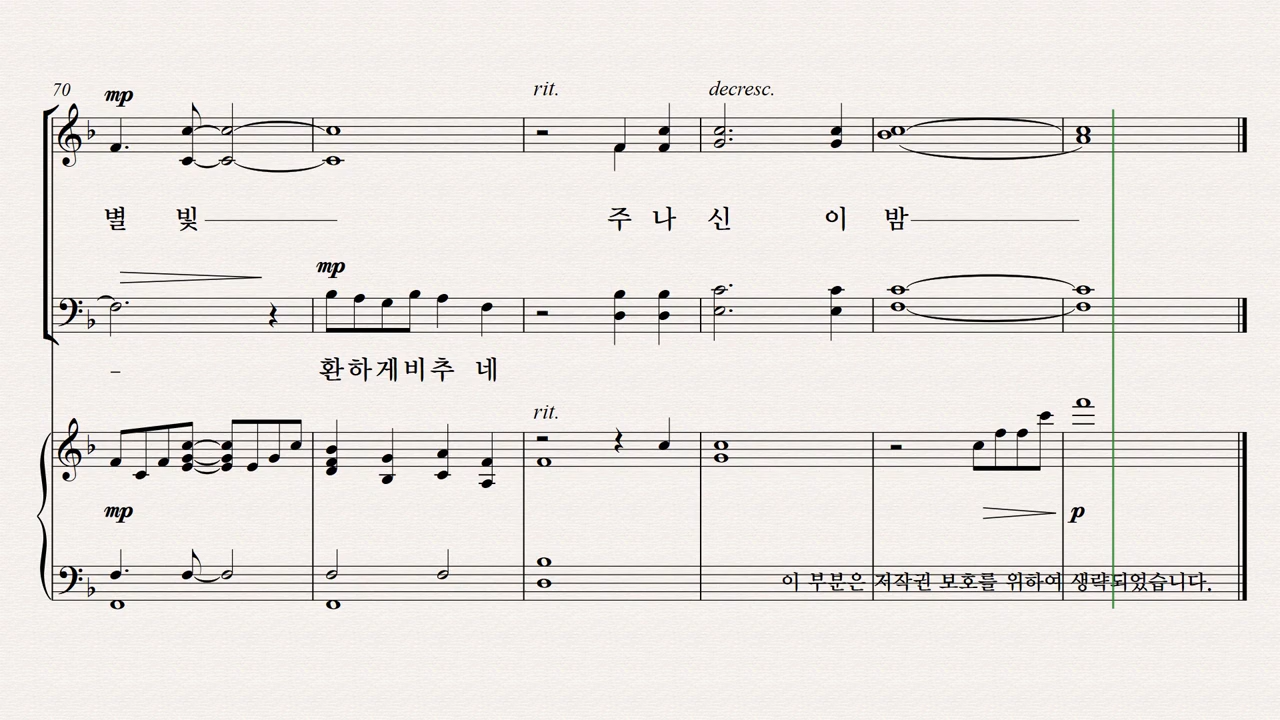 70 mp rit. decresc.
별 빛 주 나 신 이 밤
mp
환하게비추 네
rit.
mp p
이 부분은 저작권 보호를 위하여 생략되었습니다.